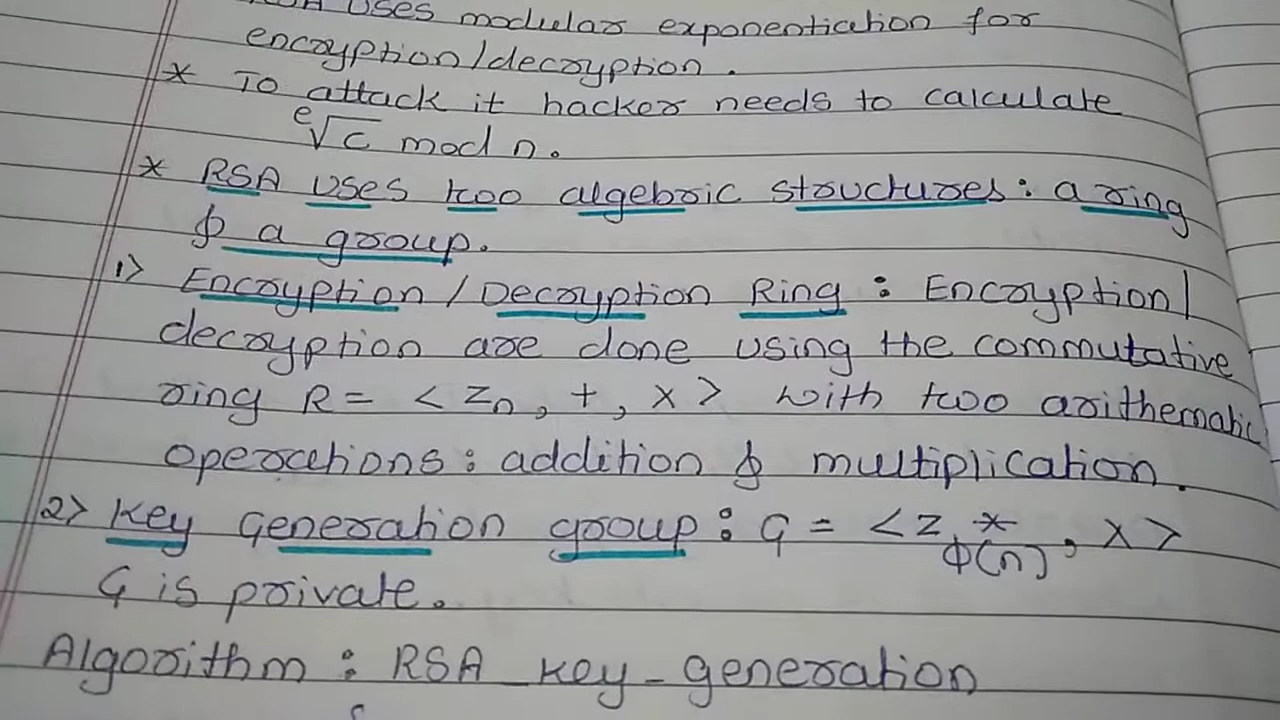 RSA uses modular exponentiation for
encryption/decryption.
* To attack it hacker needs to calculate
e√c mod n.
* RSA uses two algebric structures: a ring
& a group.
1> Encryption / Decryption Ring : Encryption/
decryption are done using the commutative
ring R = < Zn, +, x > with two arithematic
operations: addition & multiplication.
2> Key Generation group: G = < Z*ϕ(n), x >
G is private.
Algorithm : RSA key-generation